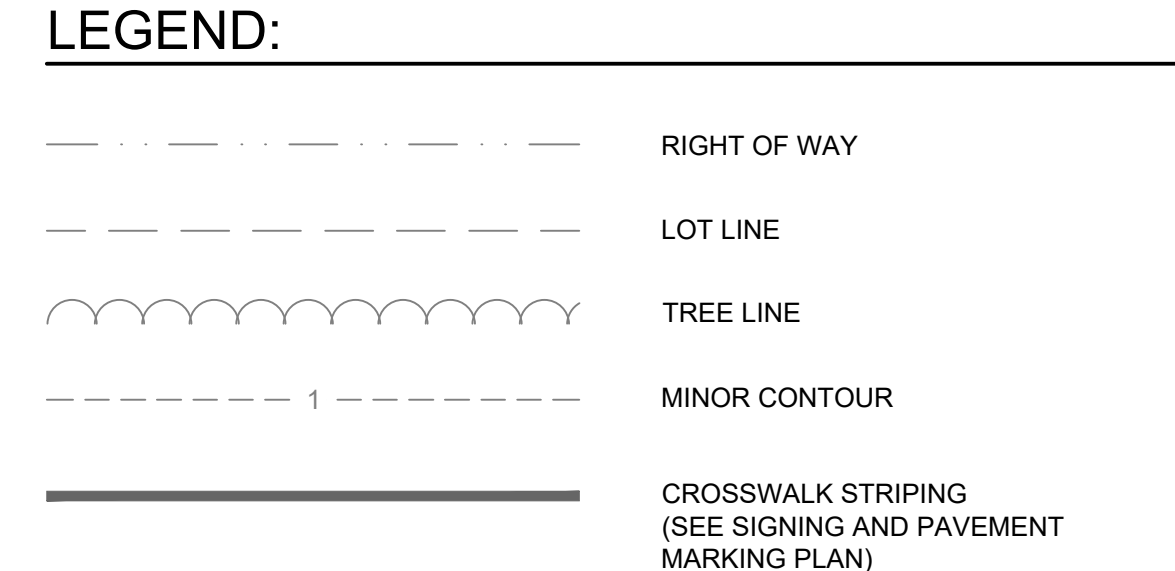 LEGEND:
RIGHT OF WAY
LOT LINE
TREE LINE
1
MINOR CONTOUR
CROSSWALK STRIPING
(SEE SIGNING AND PAVEMENT
MARKING PLAN)